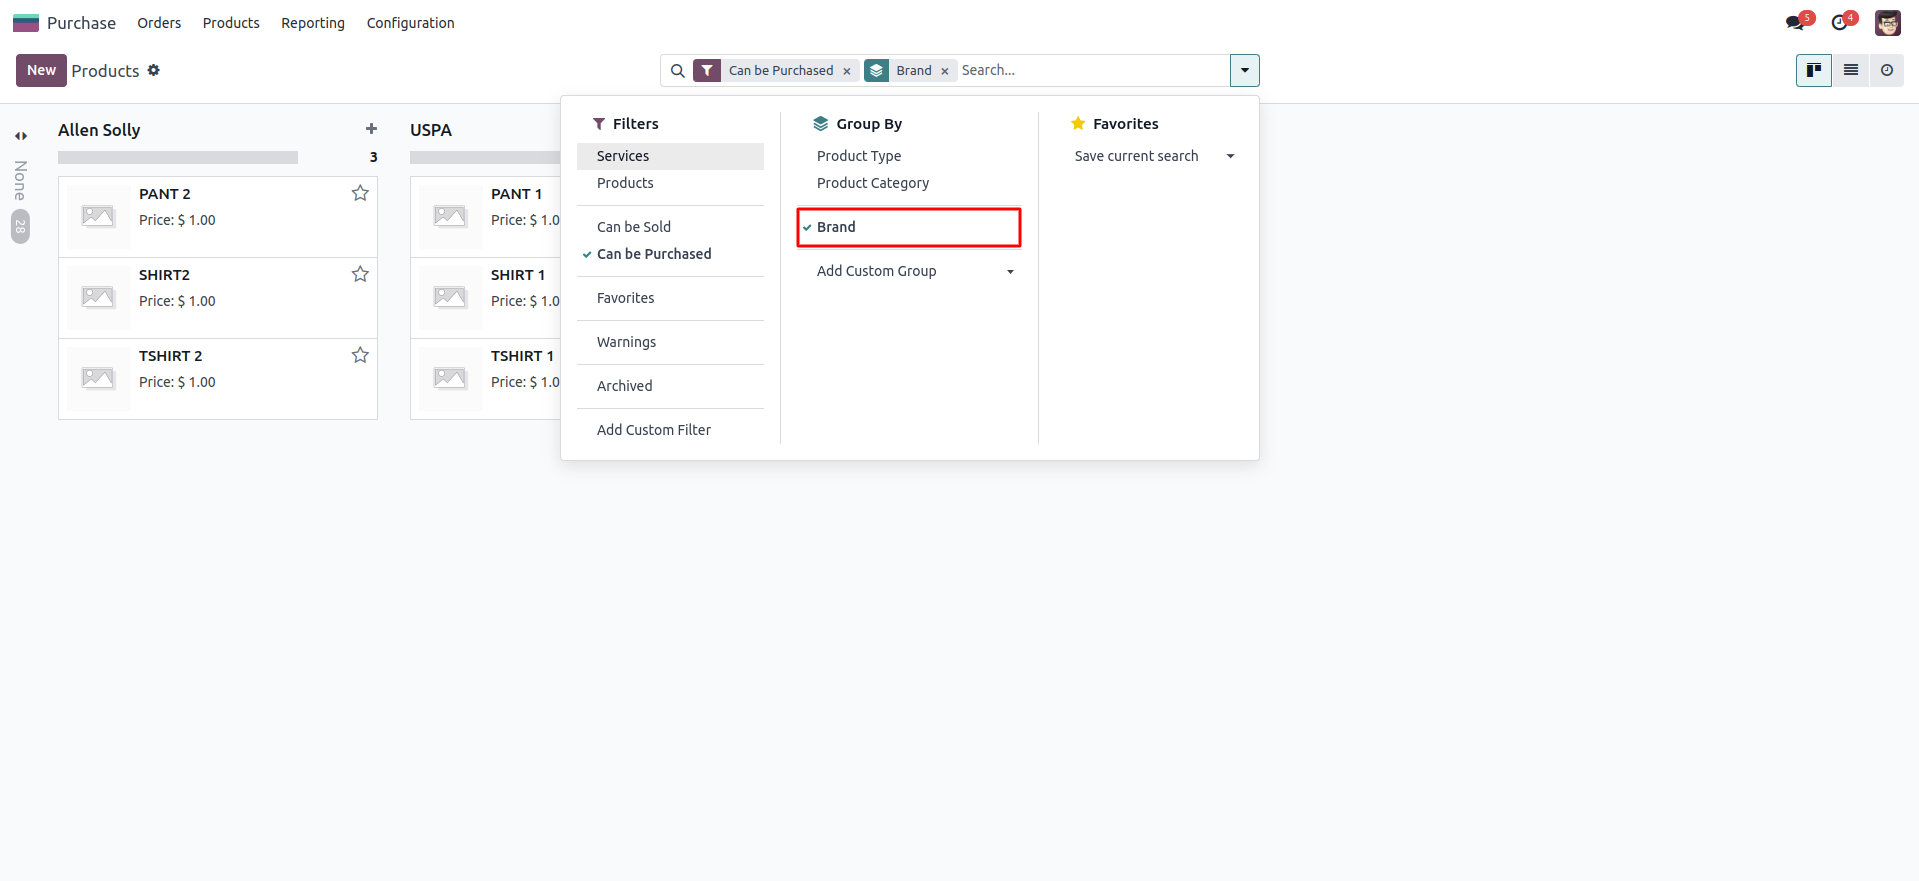 Purchase Orders Products Reporting Configuration 5 4
New Products Can be Purchased × Brand × Search...
None 28
Allen Solly
3
PANT 2
Price: $ 1.00
SHIRT2
Price: $ 1.00
TSHIRT 2
Price: $ 1.00
USPA
PANT 1
Price: $ 1.0
SHIRT 1
Price: $ 1.0
TSHIRT 1
Price: $ 1.0
Filters
Services
Products
Can be Sold
Can be Purchased
Favorites
Warnings
Archived
Add Custom Filter
Group By
Product Type
Product Category
Brand
Add Custom Group
Favorites
Save current search